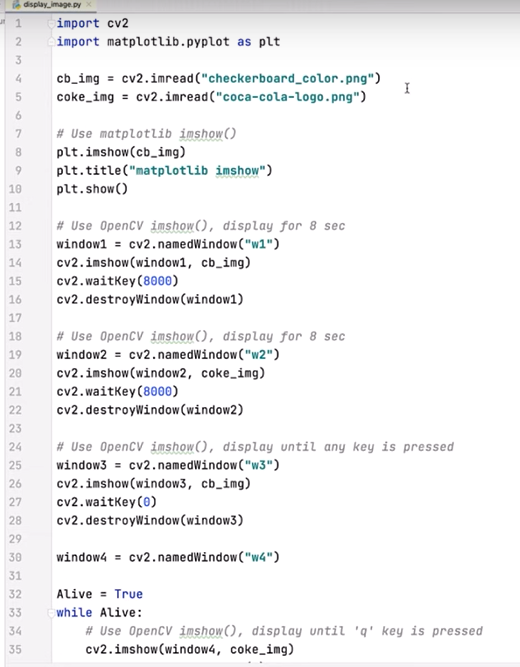 display_image.py
1 import cv2
2 import matplotlib.pyplot as plt
3
4 cb_img = cv2.imread("checkerboard_color.png")
5 coke_img = cv2.imread("coca-cola-logo.png")
6
7 # Use matplotlib imshow()
8 plt.imshow(cb_img)
9 plt.title("matplotlib imshow")
10 plt.show()
11
12 # Use OpenCV imshow(), display for 8 sec
13 window1 = cv2.namedWindow("w1")
14 cv2.imshow(window1, cb_img)
15 cv2.waitKey(8000)
16 cv2.destroyWindow(window1)
17
18 # Use OpenCV imshow(), display for 8 sec
19 window2 = cv2.namedWindow("w2")
20 cv2.imshow(window2, coke_img)
21 cv2.waitKey(8000)
22 cv2.destroyWindow(window2)
23
24 # Use OpenCV imshow(), display until any key is pressed
25 window3 = cv2.namedWindow("w3")
26 cv2.imshow(window3, cb_img)
27 cv2.waitKey(0)
28 cv2.destroyWindow(window3)
29
30 window4 = cv2.namedWindow("w4")
31
32 Alive = True
33 while Alive:
34 # Use OpenCV imshow(), display until 'q' key is pressed
35 cv2.imshow(window4, coke_img)